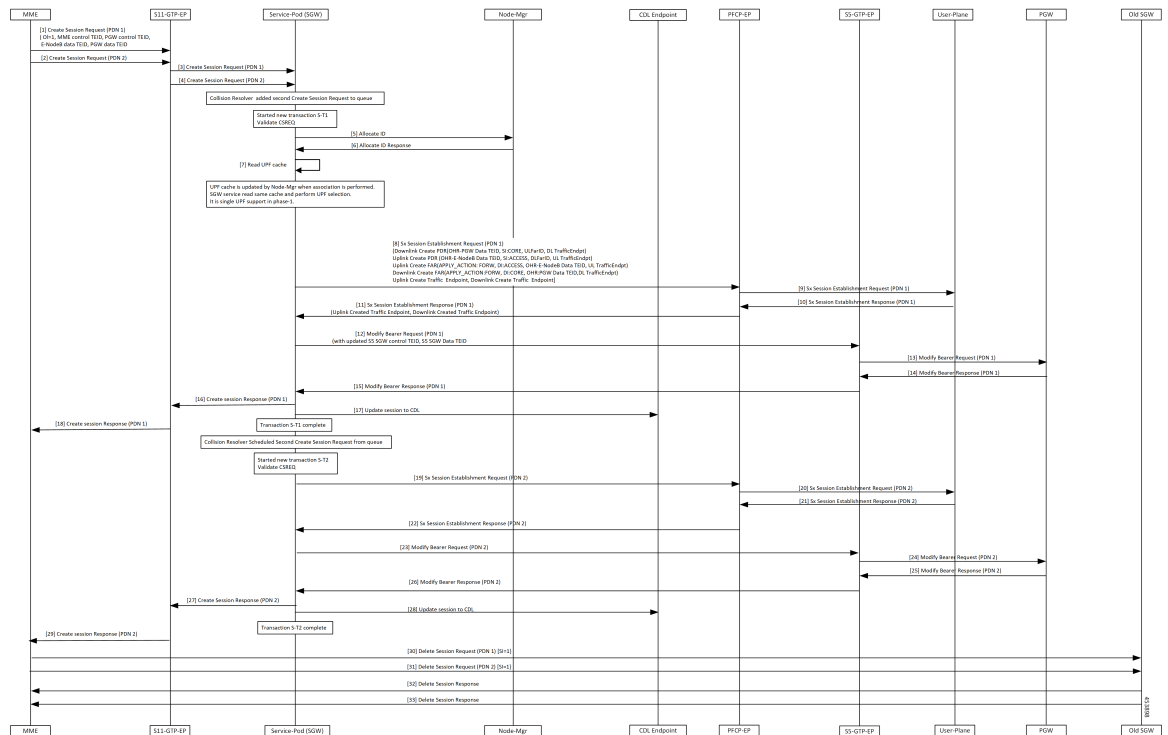 MME
S11-GTP-EP
Service-Pod (SGW)
Node-Mgr
CDL Endpoint
PFCP-EP
S5-GTP-EP
User-Plane
PGW
Old SGW
[1] Create Session Request (PDN 1)
( OI=1, MME control TEID, PGW control TEID,
E-NodeB data TEID, PGW data TEID
[2] Create Session Request (PDN 2)
[3] Create Session Request (PDN 1)
[4] Create Session Request (PDN 2)
Collision Resolver added second Create Session Request to queue
Started new transaction S-T1
Validate CSREQ
[5] Allocate ID
[6] Allocate ID Response
[7] Read UPF cache
UPF cache is updated by Node-Mgr when association is performed.
SGW service read same cache and perform UPF selection.
It is single UPF support in phase-1.
[8] Sx Session Establishment Request (PDN 1)
(Downlink Create PDR(OHR-PGW Data TEID, SI:CORE, ULFarID, DL TrafficEndpt)
Uplink Create PDR (OHR-E-NodeB Data TEID, SI:ACCESS, DLFarID, UL TrafficEndpt)
Uplink Create FAR(APPLY_ACTION: FORW, DI:ACCESS, OHR-E-NodeB Data TEID, UL TrafficEndpt)
Downlink Create FAR(APPLY_ACTION:FORW, DI:CORE, OHR:PGW Data TEID,DL TrafficEndpt)
Uplink Create Traffic Endpoint, Downlink Create Traffic Endpoint]
[9] Sx Session Establishment Request (PDN 1)
[10] Sx Session Establishment Response (PDN 1)
[11] Sx Session Establishment Response (PDN 1)
(Uplink Created Traffic Endpoint, Downlink Created Traffic Endpoint)
[12] Modify Bearer Request (PDN 1)
(with updated S5 SGW control TEID, S5 SGW Data TEID
[13] Modify Bearer Request (PDN 1)
[14] Modify Bearer Response (PDN 1)
[15] Modify Bearer Response (PDN 1)
[16] Create session Response (PDN 1)
[17] Update session to CDL
[18] Create session Response (PDN 1)
Transaction S-T1 complete
Collision Resolver Scheduled Second Create Session Request from queue
Started new transaction S-T2
Validate CSREQ
[19] Sx Session Establishment Request (PDN 2)
[20] Sx Session Establishment Request (PDN 2)
[21] Sx Session Establishment Response (PDN 2)
[22] Sx Session Establishment Response (PDN 2)
[23] Modify Bearer Request (PDN 2)
[24] Modify Bearer Request (PDN 2)
[25] Modify Bearer Response (PDN 2)
[26] Modify Bearer Response (PDN 2)
[27] Create Session Response (PDN 2)
[28] Update session to CDL
Transaction S-T2 complete
[29] Create session Response (PDN 2)
[30] Delete Session Request (PDN 1) [SI=1]
[31] Delete Session Request (PDN 2) [SI=1]
[32] Delete Session Response
[33] Delete Session Response
MME
S11-GTP-EP
Service-Pod (SGW)
Node-Mgr
CDL Endpoint
PFCP-EP
S5-GTP-EP
User-Plane
PGW
Old SGW